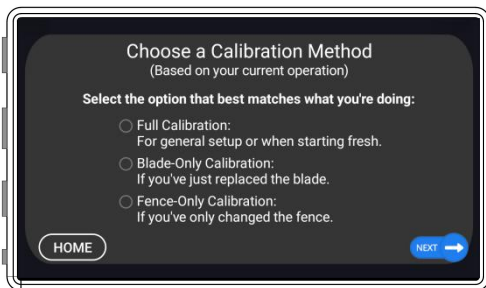 Choose a Calibration Method
(Based on your current operation)
Select the option that best matches what you're doing:
Full Calibration:
For general setup or when starting fresh.
Blade-Only Calibration:
If you've just replaced the blade.
Fence-Only Calibration:
If you've only changed the fence.
HOME
NEXT